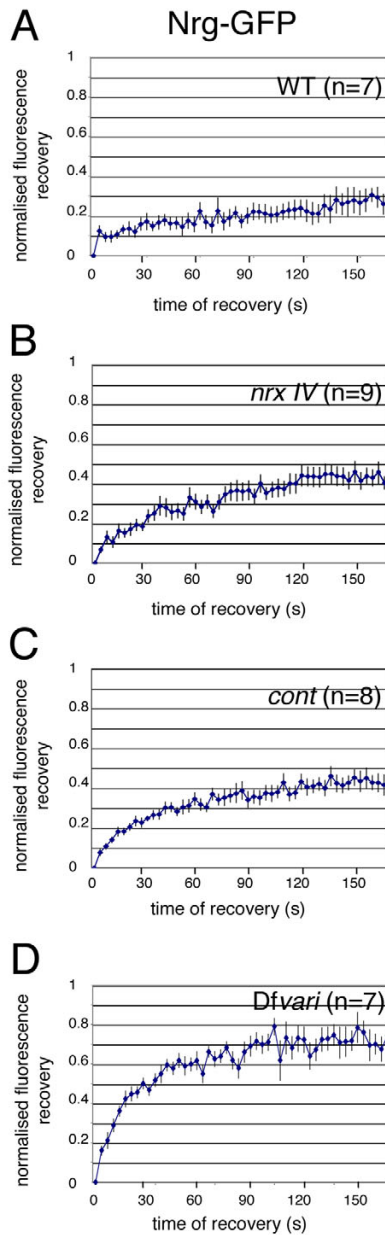 A
Nrg-GFP
WT (n=7)
normalised fluorescence
recovery
1
0.8
0.6
0.4
0.2
0
0 30 60 90 120 150
time of recovery (s)
B
nrx IV (n=9)
normalised fluorescence
recovery
1
0.8
0.6
0.4
0.2
0
0 30 60 90 120 150
time of recovery (s)
C
cont (n=8)
normalised fluorescence
recovery
1
0.8
0.6
0.4
0.2
0
0 30 60 90 120 150
time of recovery (s)
D
Dfvari (n=7)
normalised fluorescence
recovery
1
0.8
0.6
0.4
0.2
0
0 30 60 90 120 150
time of recovery (s)